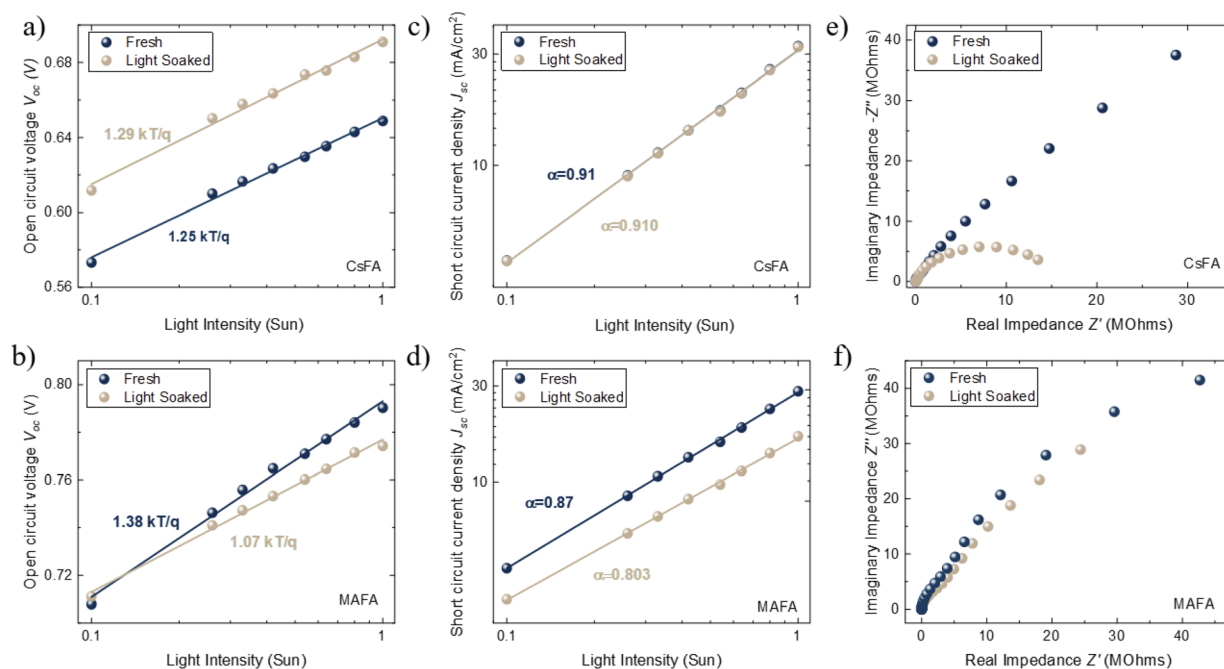 a)
Open circuit voltage Voc (V)
0.68
0.64
0.60
0.56
Fresh
Light Soaked
1.29 kT/q
1.25 kT/q
CsFA
0.1
1
Light Intensity (Sun)
c)
Short circuit current density Jsc (mA/cm²)
30
10
Fresh
Light Soaked
α=0.91
α=0.910
CsFA
0.1
1
Light Intensity (Sun)
e)
Imaginary Impedance -Z" (MOhms)
40
30
20
10
0
Fresh
Light Soaked
CsFA
0
10
20
30
Real Impedance Z' (MOhms)
b)
Open circuit voltage Voc (V)
0.80
0.76
0.72
Fresh
Light Soaked
1.38 kT/q
1.07 kT/q
MAFA
0.1
1
Light Intensity (Sun)
d)
Short circuit current density Jsc (mA/cm²)
30
10
Fresh
Light Soaked
α=0.87
α=0.803
MAFA
0.1
1
Light Intensity (Sun)
f)
Imaginary Impedance Z" (MOhms)
40
30
20
10
0
Fresh
Light Soaked
MAFA
0
10
20
30
40
Real Impedance Z' (MOhms)